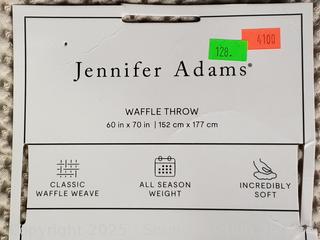 128.
4100
Jennifer Adams®
WAFFLE THROW
60 in x 70 in | 152 cm x 177 cm
CLASSIC
WAFFLE WEAVE
ALL SEASON
WEIGHT
INCREDIBLY
SOFT